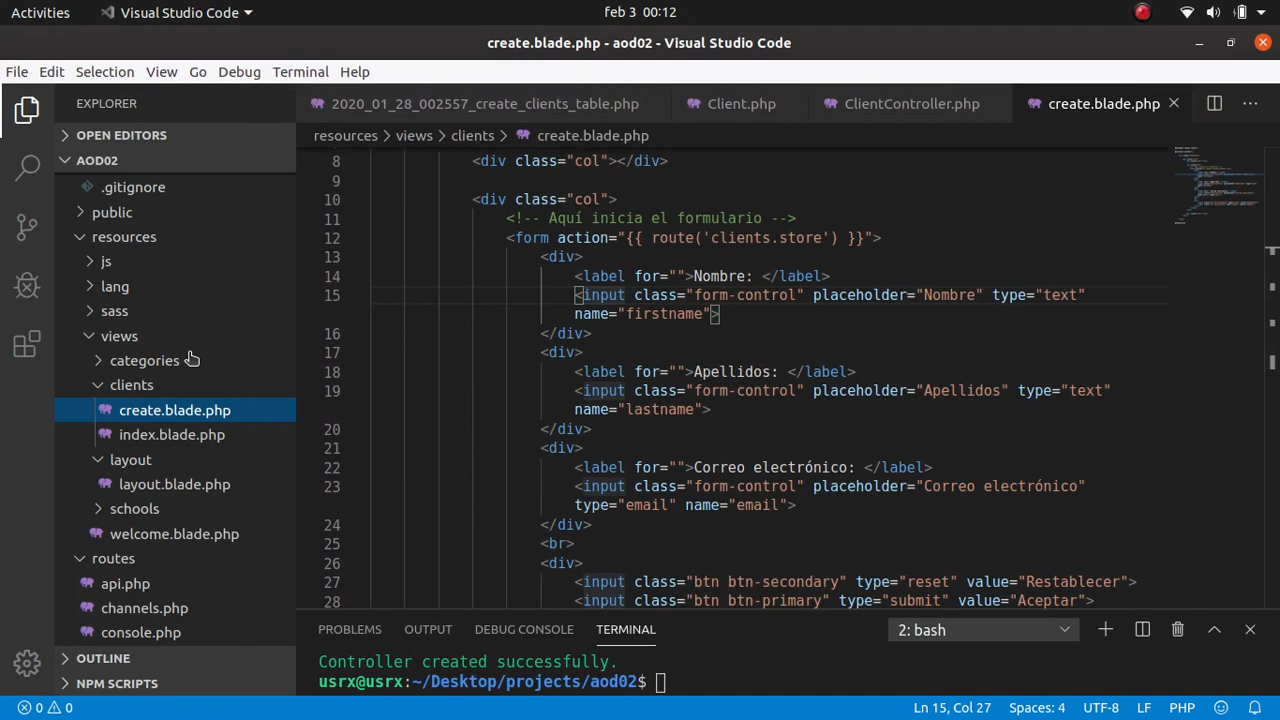 Activities Visual Studio Code feb 3 00:12
create.blade.php - aod02 - Visual Studio Code
File Edit Selection View Go Debug Terminal Help
EXPLORER
OPEN EDITORS
AOD02
.gitignore
public
resources
js
lang
sass
views
categories
clients
create.blade.php
index.blade.php
layout
layout.blade.php
schools
welcome.blade.php
routes
api.php
channels.php
console.php
OUTLINE
NPM SCRIPTS
2020_01_28_002557_create_clients_table.php Client.php ClientController.php create.blade.php
resources views clients create.blade.php
8 <div class="col"></div>
9
10 <div class="col">
11 <!-- Aquí inicia el formulario -->
12 <form action="{{ route('clients.store') }}">
13 <div>
14 <label for="">Nombre: </label>
15 <input class="form-control" placeholder="Nombre" type="text"
name="firstname">
16 </div>
17 <div>
18 <label for="">Apellidos: </label>
19 <input class="form-control" placeholder="Apellidos" type="text"
name="lastname">
20 </div>
21 <div>
22 <label for="">Correo electrónico: </label>
23 <input class="form-control" placeholder="Correo electrónico"
type="email" name="email">
24 </div>
25 <br>
26 <div>
27 <input class="btn btn-secondary" type="reset" value="Restablecer">
28 <input class="btn btn-primary" type="submit" value="Aceptar">
PROBLEMS OUTPUT DEBUG CONSOLE TERMINAL 2: bash
Controller created successfully.
usrx@usrx:~/Desktop/projects/aod02$
0 0 Ln 15, Col 27 Spaces: 4 UTF-8 LF PHP